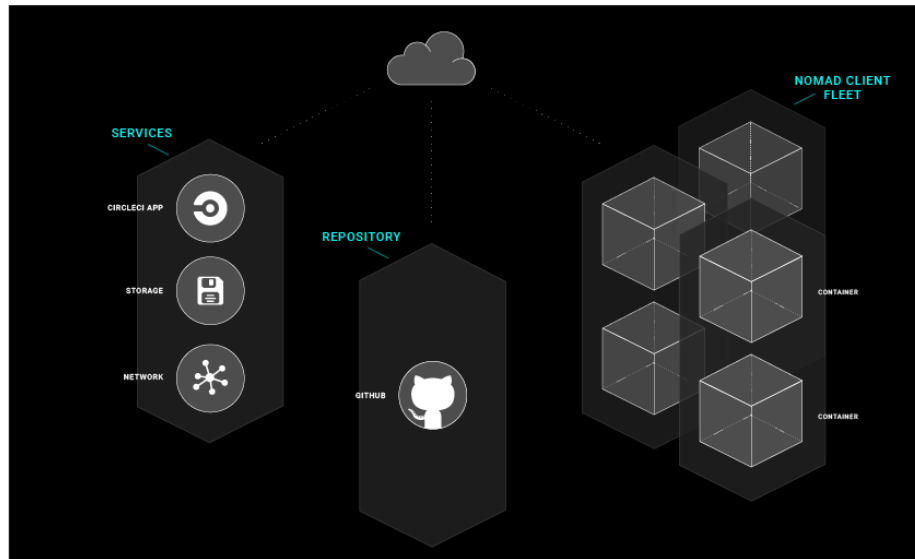 NOMAD CLIENT
FLEET
SERVICES
CIRCLECI APP
REPOSITORY
STORAGE
CONTAINER
NETWORK
GITHUB
CONTAINER